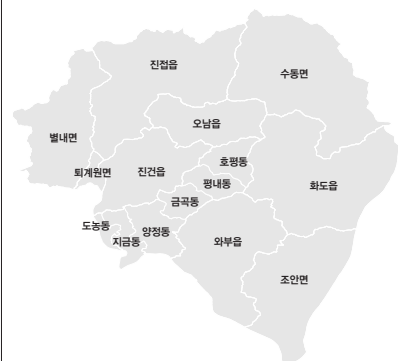 진접읍
수동면
오남읍
별내면
호평동
퇴계원면
진건읍
평내동
화도읍
금곡동
도농동
양정동
지금동
와부읍
조안면